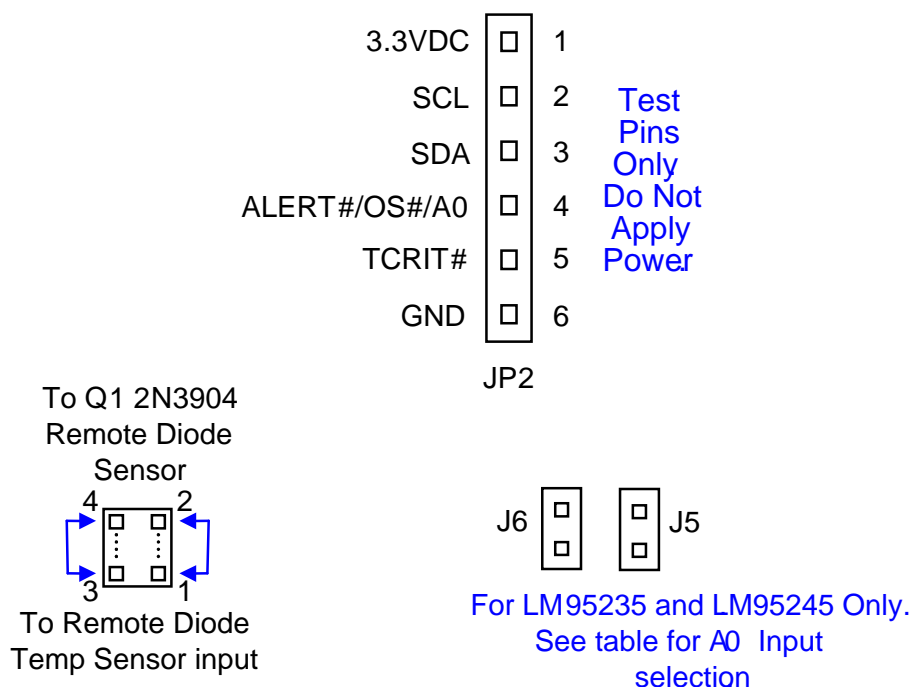 3.3VDC 1
SCL 2
SDA 3
ALERT#/OS#/A0 4
TCRIT# 5
GND 6
Test
Pins
Only.
Do Not
Apply
Power.
JP2
To Q1 2N3904
Remote Diode
Sensor
4 2
3 1
To Remote Diode
Temp Sensor input
J6 J5
For LM95235 and LM95245 Only.
See table for A0 Input
selection